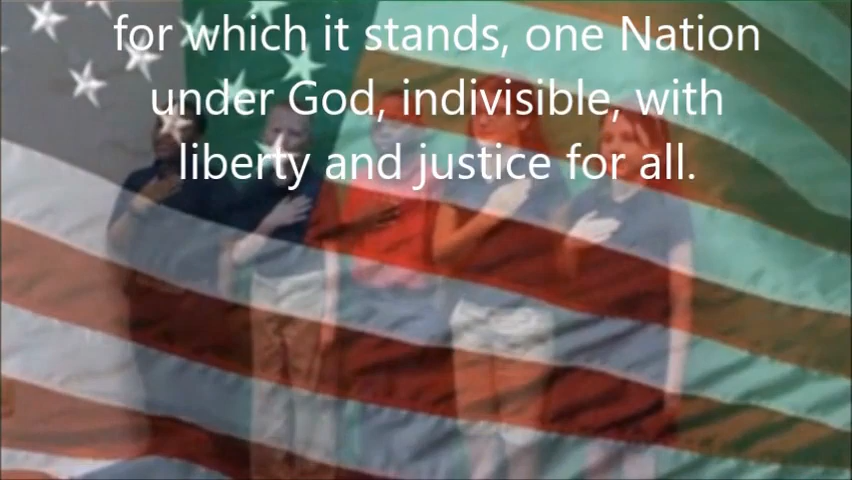 for which it stands, one Nation
under God, indivisible, with
liberty and justice for all.